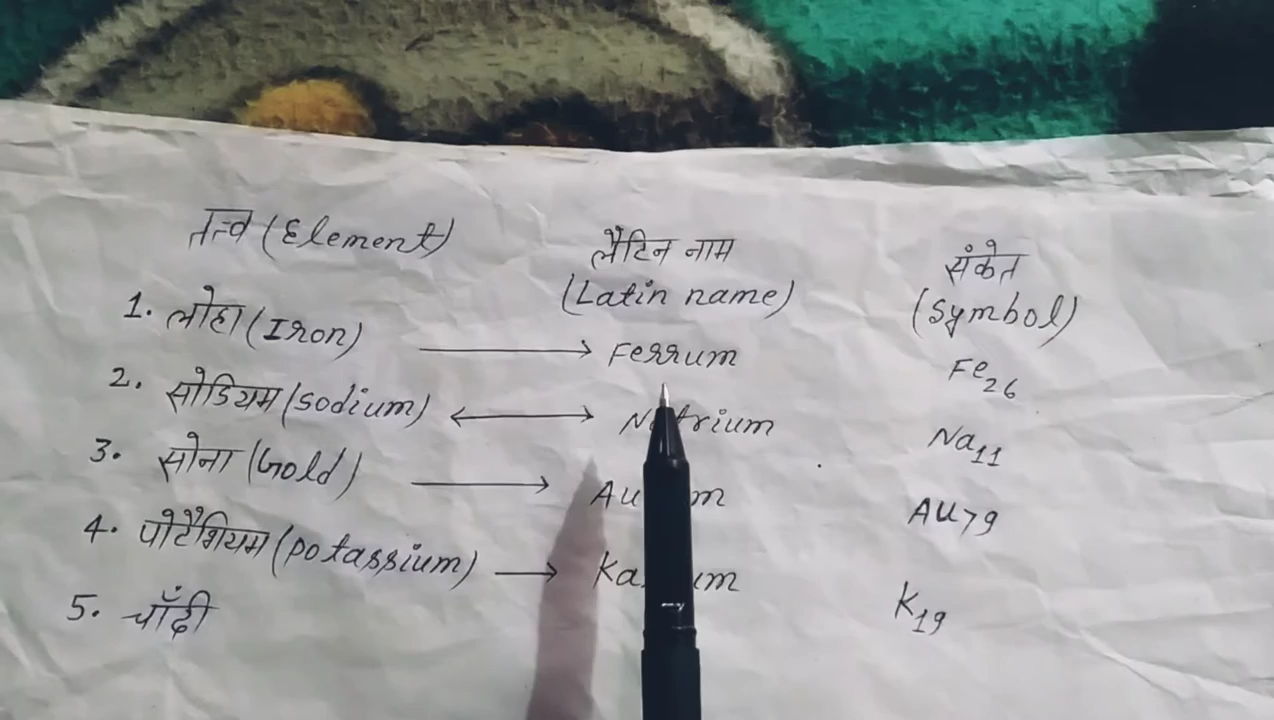 तत्व (Element) लैटिन नाम संकेत
(Latin name) (Symbol)
1. लोहा (Iron) → Ferrum Fe26
2. सोडियम (Sodium) ↔ Na11
3. सोना (Gold) → Au79
4. पोटैशियम (potassium) → K19
5. चाँदी